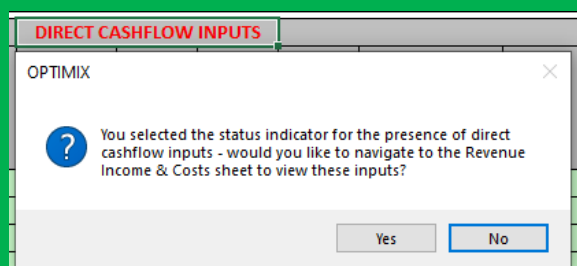 DIRECT CASHFLOW INPUTS
OPTIMIX
You selected the status indicator for the presence of direct
cashflow inputs - would you like to navigate to the Revenue
Income & Costs sheet to view these inputs?
Yes No